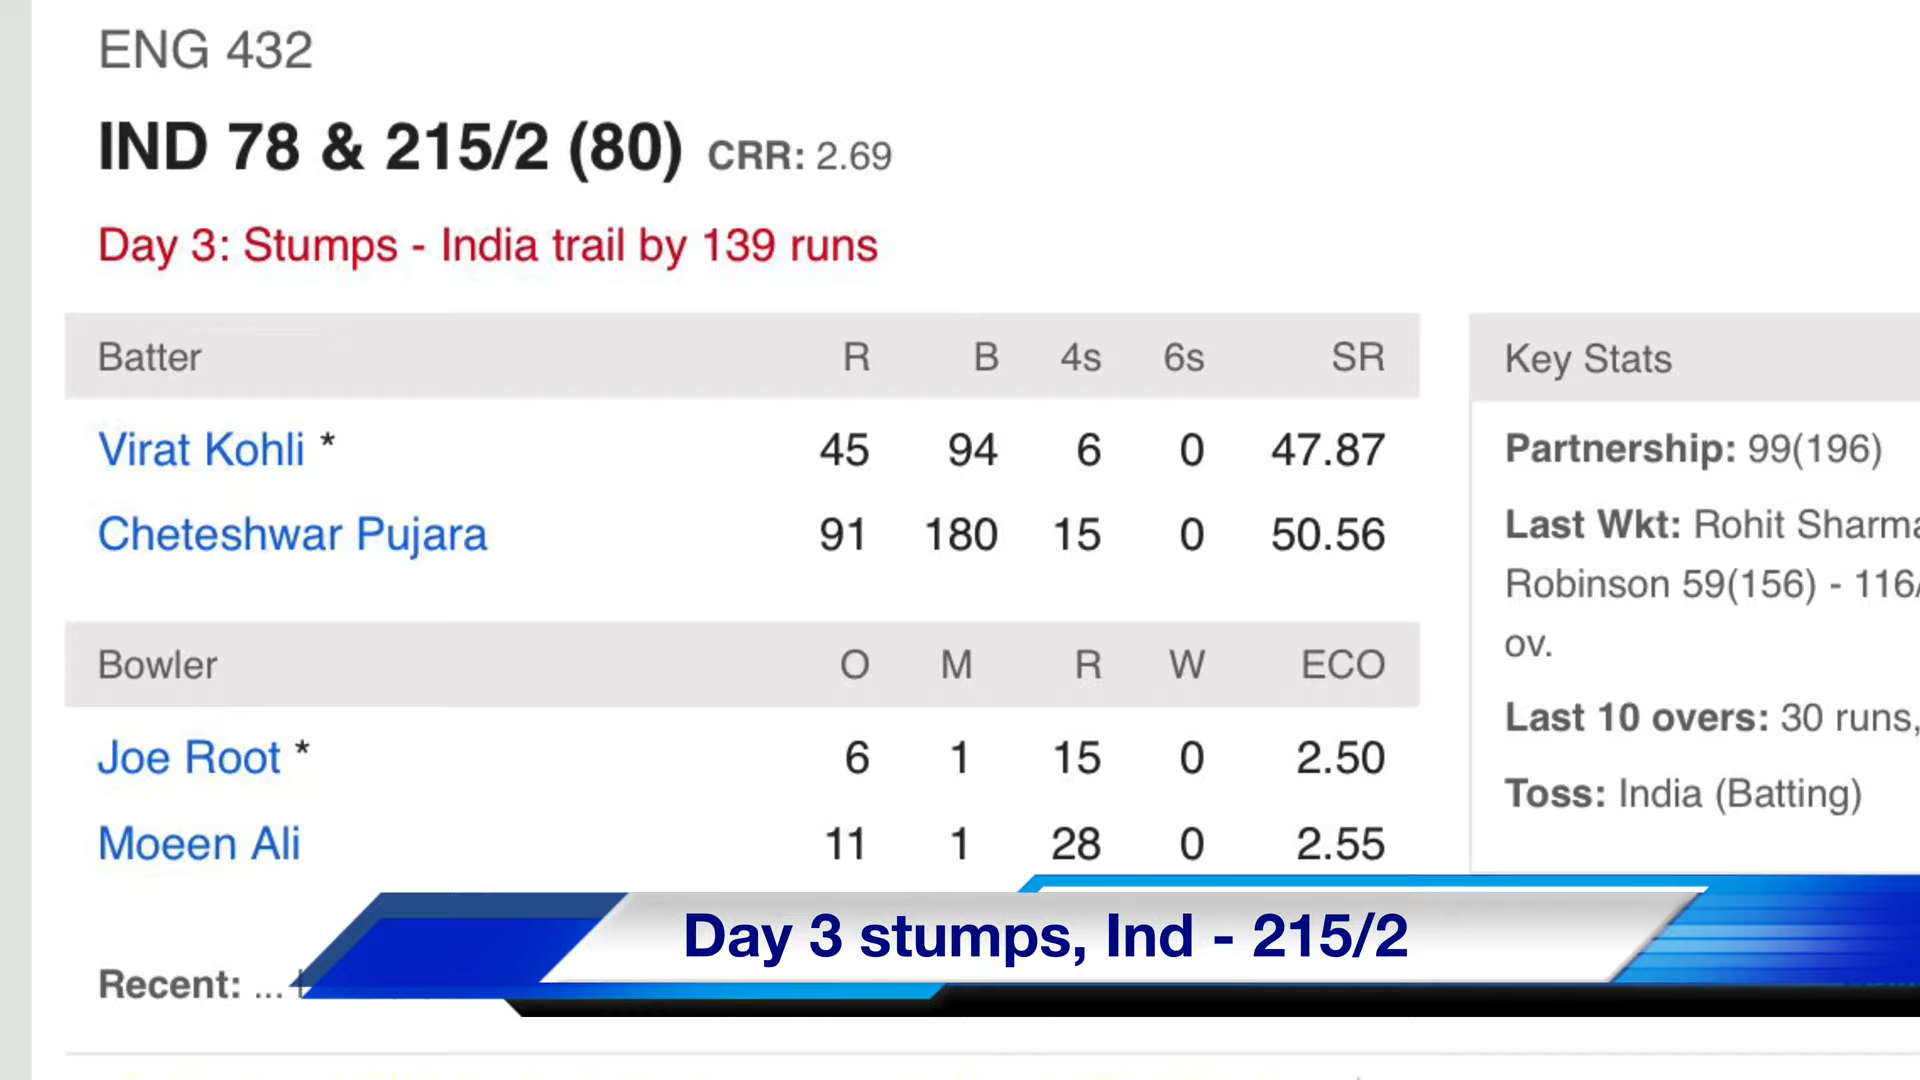 ENG 432
IND 78 & 215/2 (80) CRR: 2.69
Day 3: Stumps - India trail by 139 runs
Batter R B 4s 6s SR
Virat Kohli * 45 94 6 0 47.87
Cheteshwar Pujara 91 180 15 0 50.56
Bowler O M R W ECO
Joe Root * 6 1 15 0 2.50
Moeen Ali 11 1 28 0 2.55
Recent: ...
Key Stats
Partnership: 99(196)
Last Wkt: Rohit Sharma
Robinson 59(156) - 116/
ov.
Last 10 overs: 30 runs,
Toss: India (Batting)
Day 3 stumps, Ind - 215/2